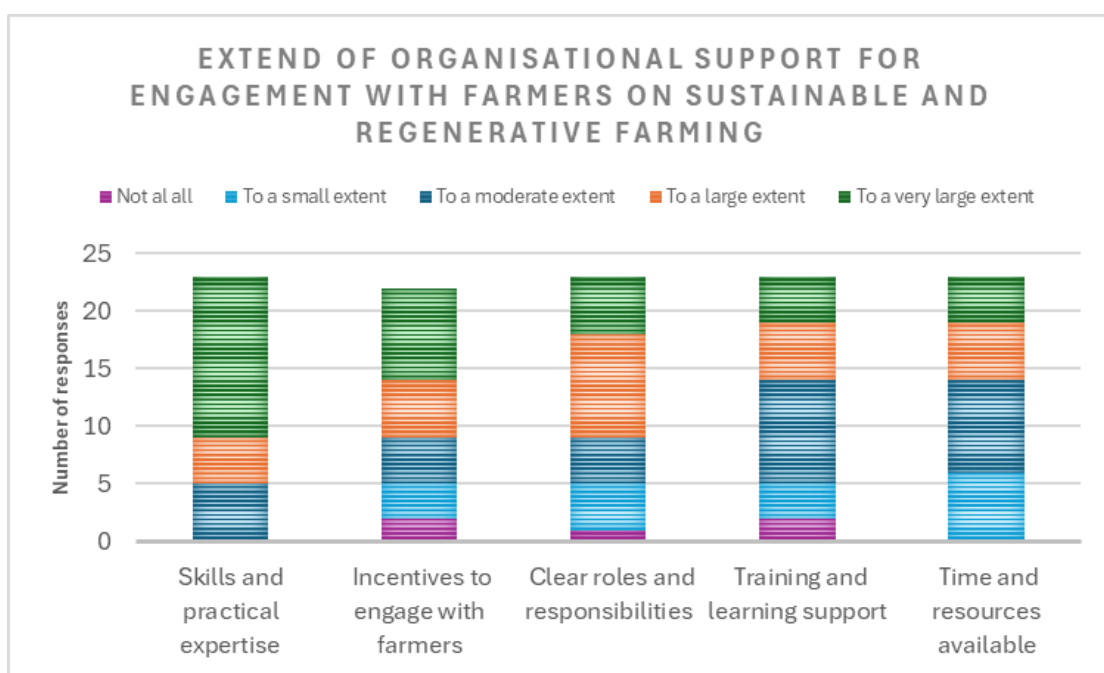 EXTEND OF ORGANISATIONAL SUPPORT FOR
ENGAGEMENT WITH FARMERS ON SUSTAINABLE AND
REGENERATIVE FARMING
Not al all To a small extent To a moderate extent To a large extent To a very large extent
Number of responses
25
20
15
10
5
0
Skills and practical expertise
Incentives to engage with farmers
Clear roles and responsibilities
Training and learning support
Time and resources available